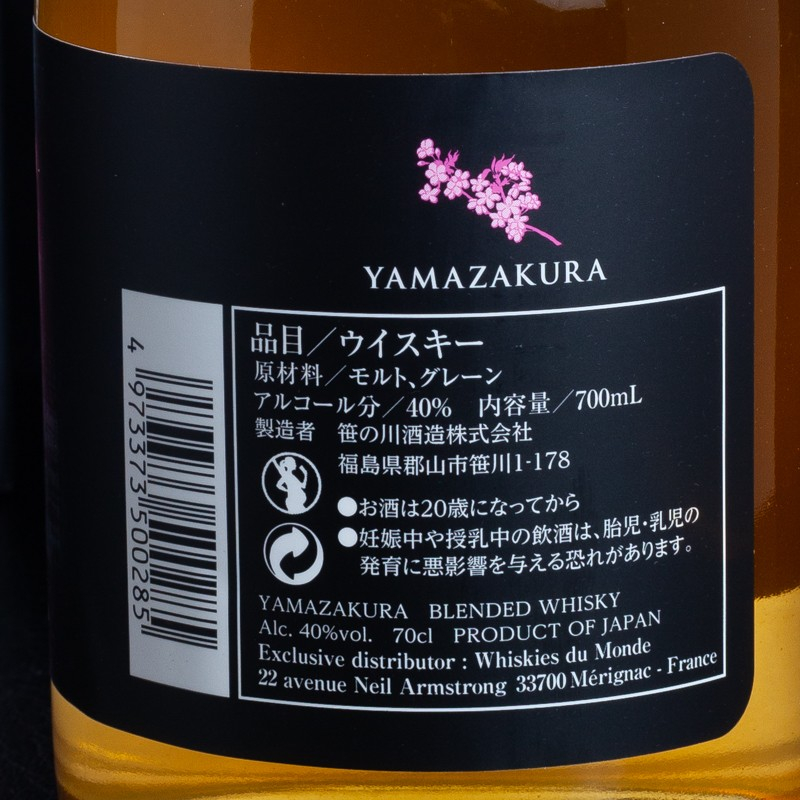 YAMAZAKURA
品目／ウイスキー
原材料／モルト、グレーン
アルコール分／40% 内容量／700mL
製造者 笹の川酒造株式会社
福島県郡山市笹川1-178
●お酒は20歳になってから
●妊娠中や授乳中の飲酒は、胎児・乳児の
発育に悪影響を与える恐れがあります。
YAMAZAKURA BLENDED WHISKY
Alc. 40%vol. 70cl PRODUCT OF JAPAN
Exclusive distributor : Whiskies du Monde
22 avenue Neil Armstrong 33700 Mérignac - France
4 973373 500285